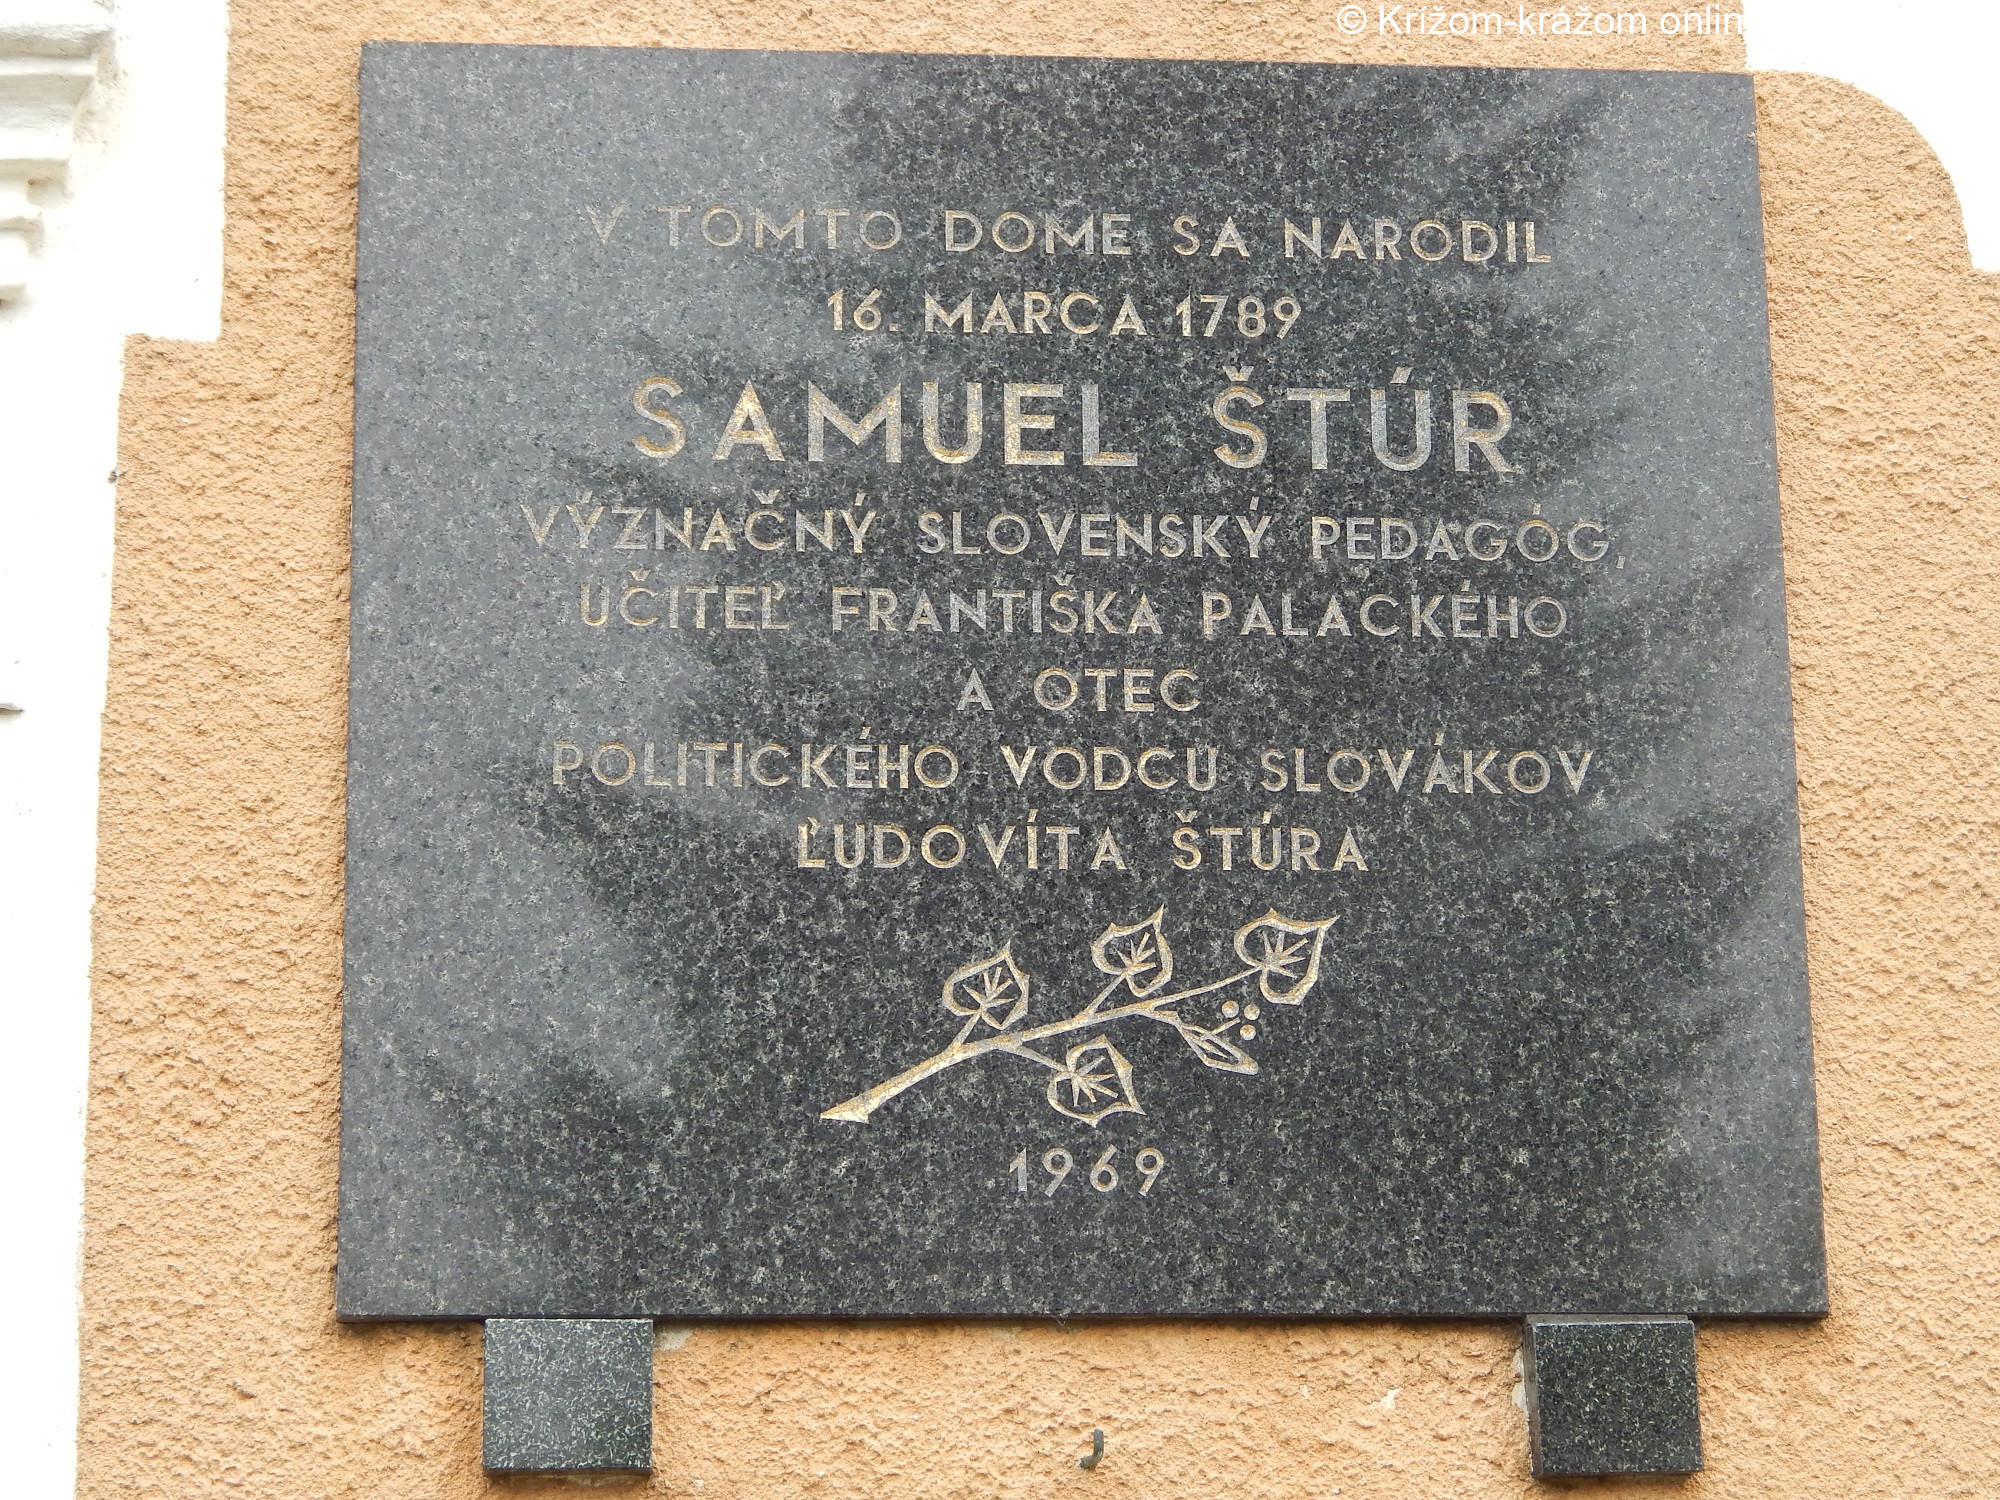 © Krížom-krážom onlin
V TOMTO DOME SA NARODIL
16. MARCA 1789
SAMUEL ŠTÚR
VÝZNAČNÝ SLOVENSKÝ PEDAGÓG,
UČITEĽ FRANTIŠKA PALACKÉHO
A OTEC
POLITICKÉHO VODCU SLOVÁKOV
ĽUDOVÍTA ŠTÚRA
1969